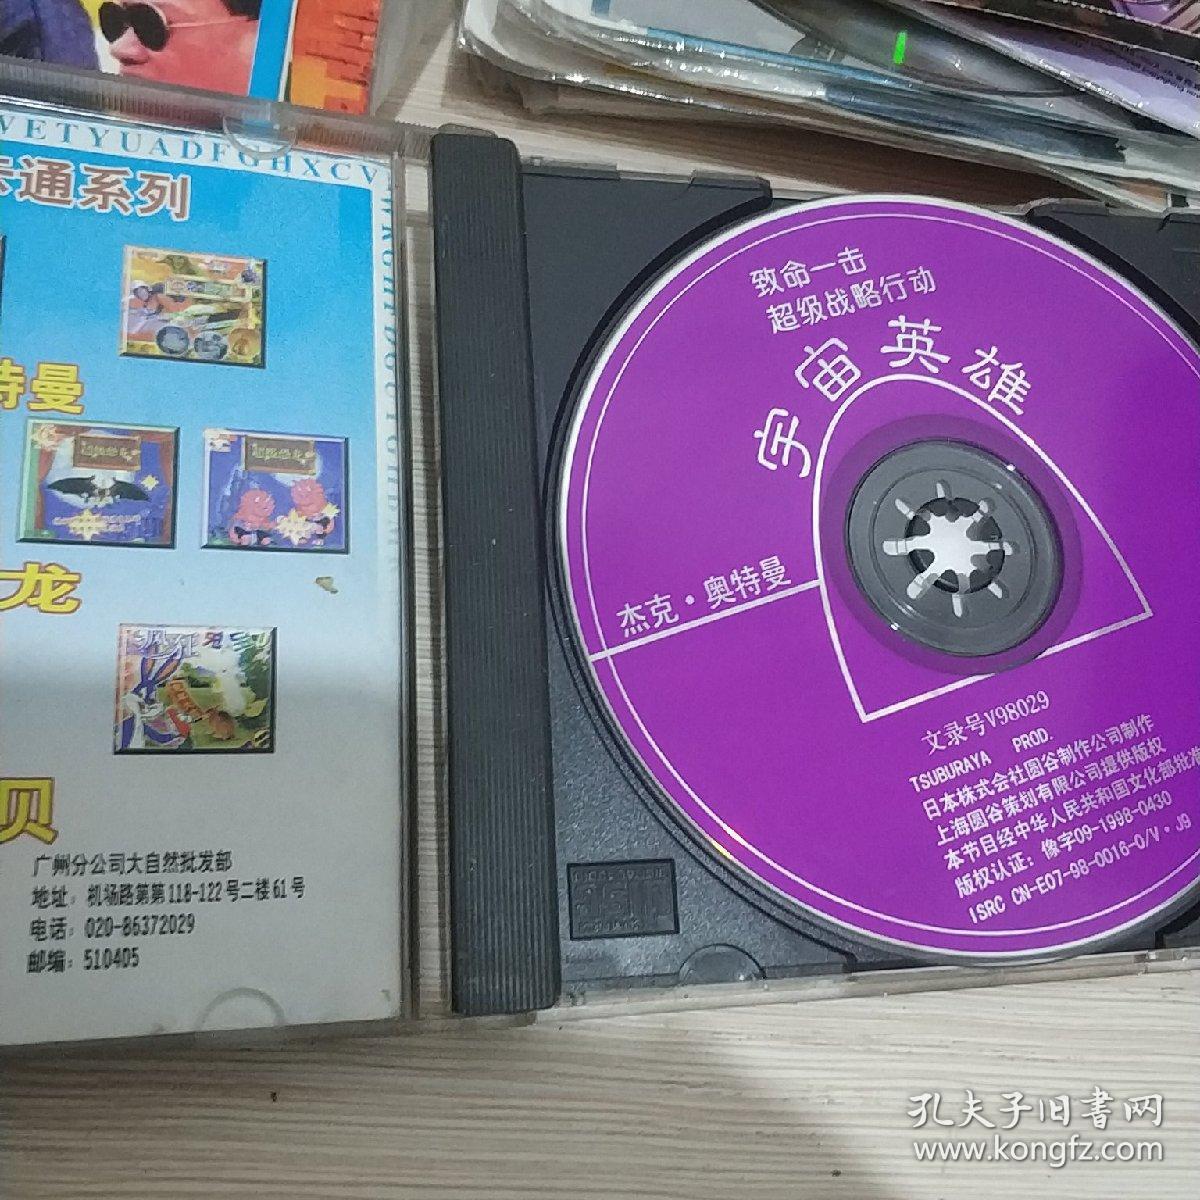 通系列
特曼
龙
贝
广州分公司大自然批发部
地址：机场路第第118-122号二楼61号
电话：020-86372029
邮编：510405
致命一击
超级战略行动
宇宙英雄
杰克·奥特曼
文录号V98029
TSUBURAYA PROD.
日本株式会社圆谷制作公司制作
上海圆谷策划有限公司提供版权
本节目经中华人民共和国文化部批准
版权认证：像字09-1998-0430
ISRC CN-E07-98-0016-0/V·J9
孔夫子旧书网
www.kongfz.com